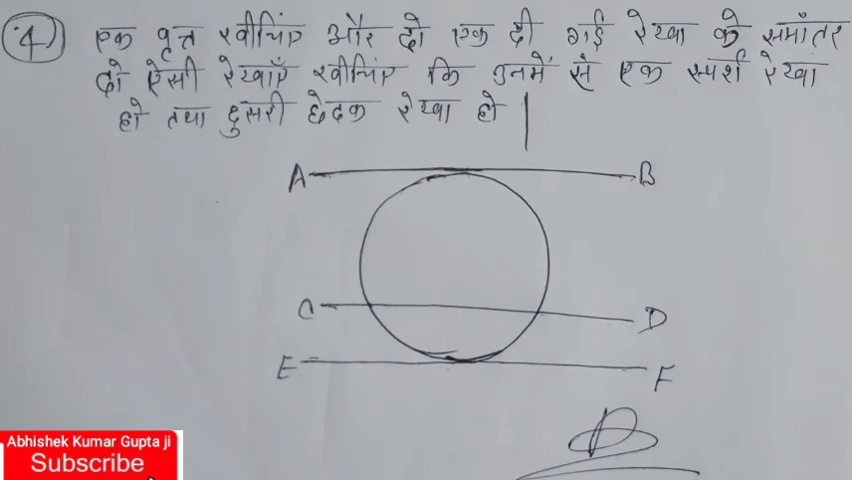 4) एक वृत्त खीचिंए और दो एक दी गई रेखा के समाँतर
दो ऐसी रेखाएँ खीचिंए कि उनमें से एक स्पर्श रेखा
हो तथा दुसरी छेदक रेखा हो |
A B
C D
E F
Abhishek Kumar Gupta ji
Subscribe